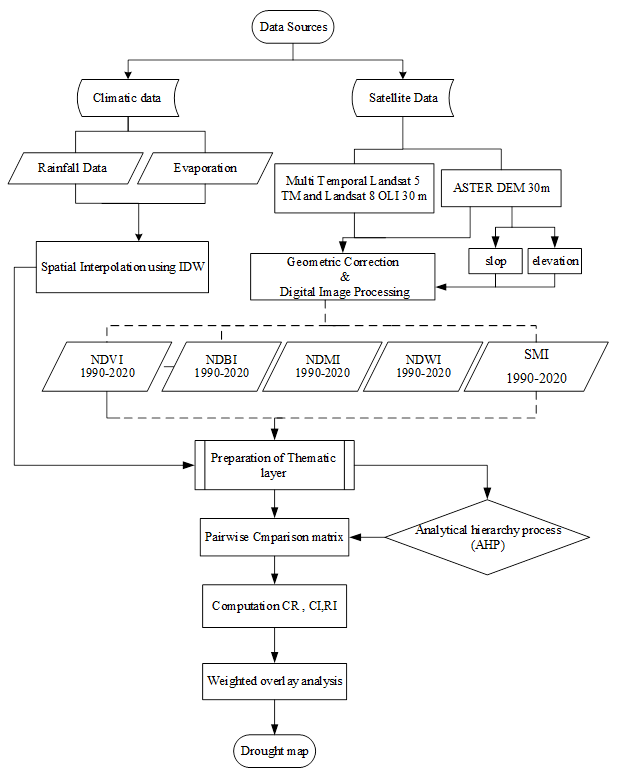 Data Sources
Climatic data
Satellite Data
Rainfall Data
Evaporation
Multi Temporal Landsat 5
TM and Landsat 8 OLI 30 m
ASTER DEM 30m
Spatial Interpolation using IDW
Geometric Correction
&
Digital Image Processing
slop
elevation
NDVI
1990-2020
NDBI
1990-2020
NDMI
1990-2020
NDWI
1990-2020
SMI
1990-2020
Preparation of Thematic
layer
Pairwise Cmparison matrix
Analytical hierarchy process
(AHP)
Computation CR , CI,RI
Weighted overlay analysis
Drought map